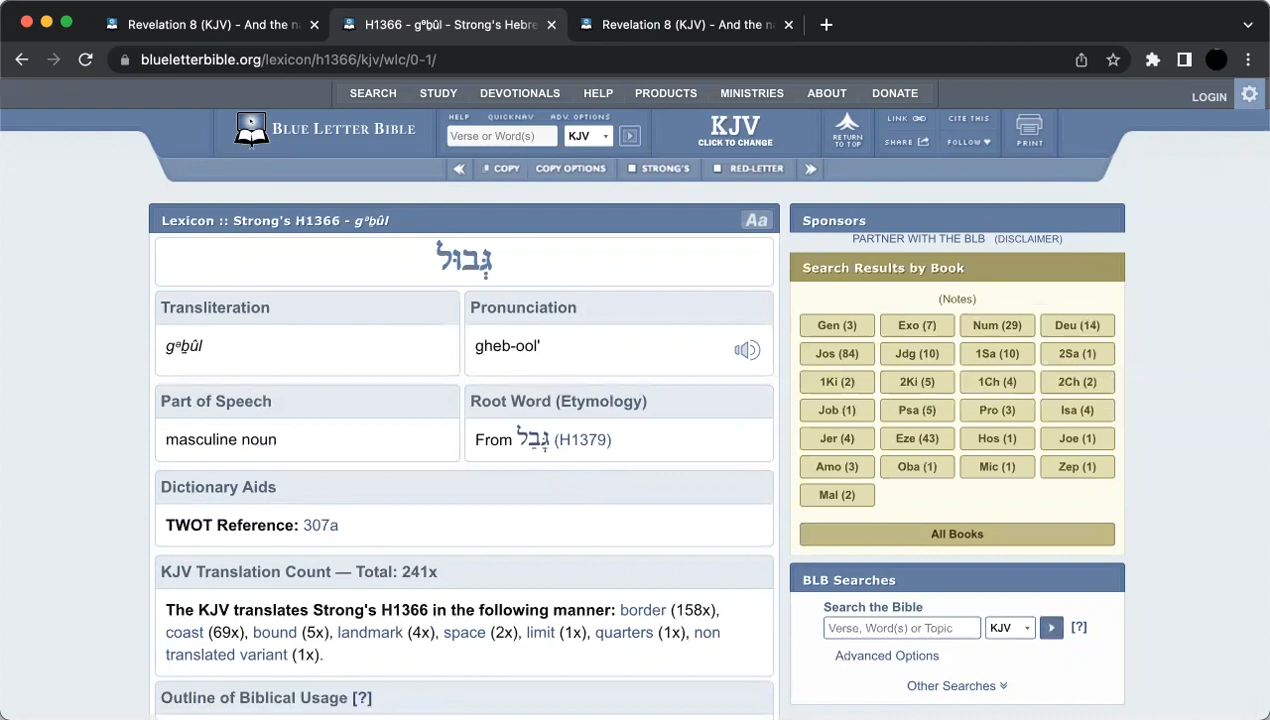 Revelation 8 (KJV) - And the n
H1366 - gᵊḇûl - Strong's Hebre
Revelation 8 (KJV) - And the n
blueletterbible.org/lexicon/h1366/kjv/wlc/0-1/
SEARCH STUDY DEVOTIONALS HELP PRODUCTS MINISTRIES ABOUT DONATE LOGIN
BLUE LETTER BIBLE
HELP QUICKNAV ADV. OPTIONS
Verse or Word(s) KJV
KJV
CLICK TO CHANGE
RETURN
TO TOP
LINK CITE THIS
SHARE FOLLOW
PRINT
COPY COPY OPTIONS STRONG'S RED-LETTER
Lexicon :: Strong's H1366 - gᵊḇûl Aa
גְּבוּל
Transliteration
gᵊḇûl
Pronunciation
gheb-ool'
Part of Speech
masculine noun
Root Word (Etymology)
From גָּבַל (H1379)
Dictionary Aids
TWOT Reference: 307a
KJV Translation Count — Total: 241x
The KJV translates Strong's H1366 in the following manner: border (158x),
coast (69x), bound (5x), landmark (4x), space (2x), limit (1x), quarters (1x), non
translated variant (1x).
Outline of Biblical Usage [?]
Sponsors
PARTNER WITH THE BLB (DISCLAIMER)
Search Results by Book
(Notes)
Gen (3) Exo (7) Num (29) Deu (14)
Jos (84) Jdg (10) 1Sa (10) 2Sa (1)
1Ki (2) 2Ki (5) 1Ch (4) 2Ch (2)
Job (1) Psa (5) Pro (3) Isa (4)
Jer (4) Eze (43) Hos (1) Joe (1)
Amo (3) Oba (1) Mic (1) Zep (1)
Mal (2)
All Books
BLB Searches
Search the Bible
Verse, Word(s) or Topic KJV [?]
Advanced Options
Other Searches